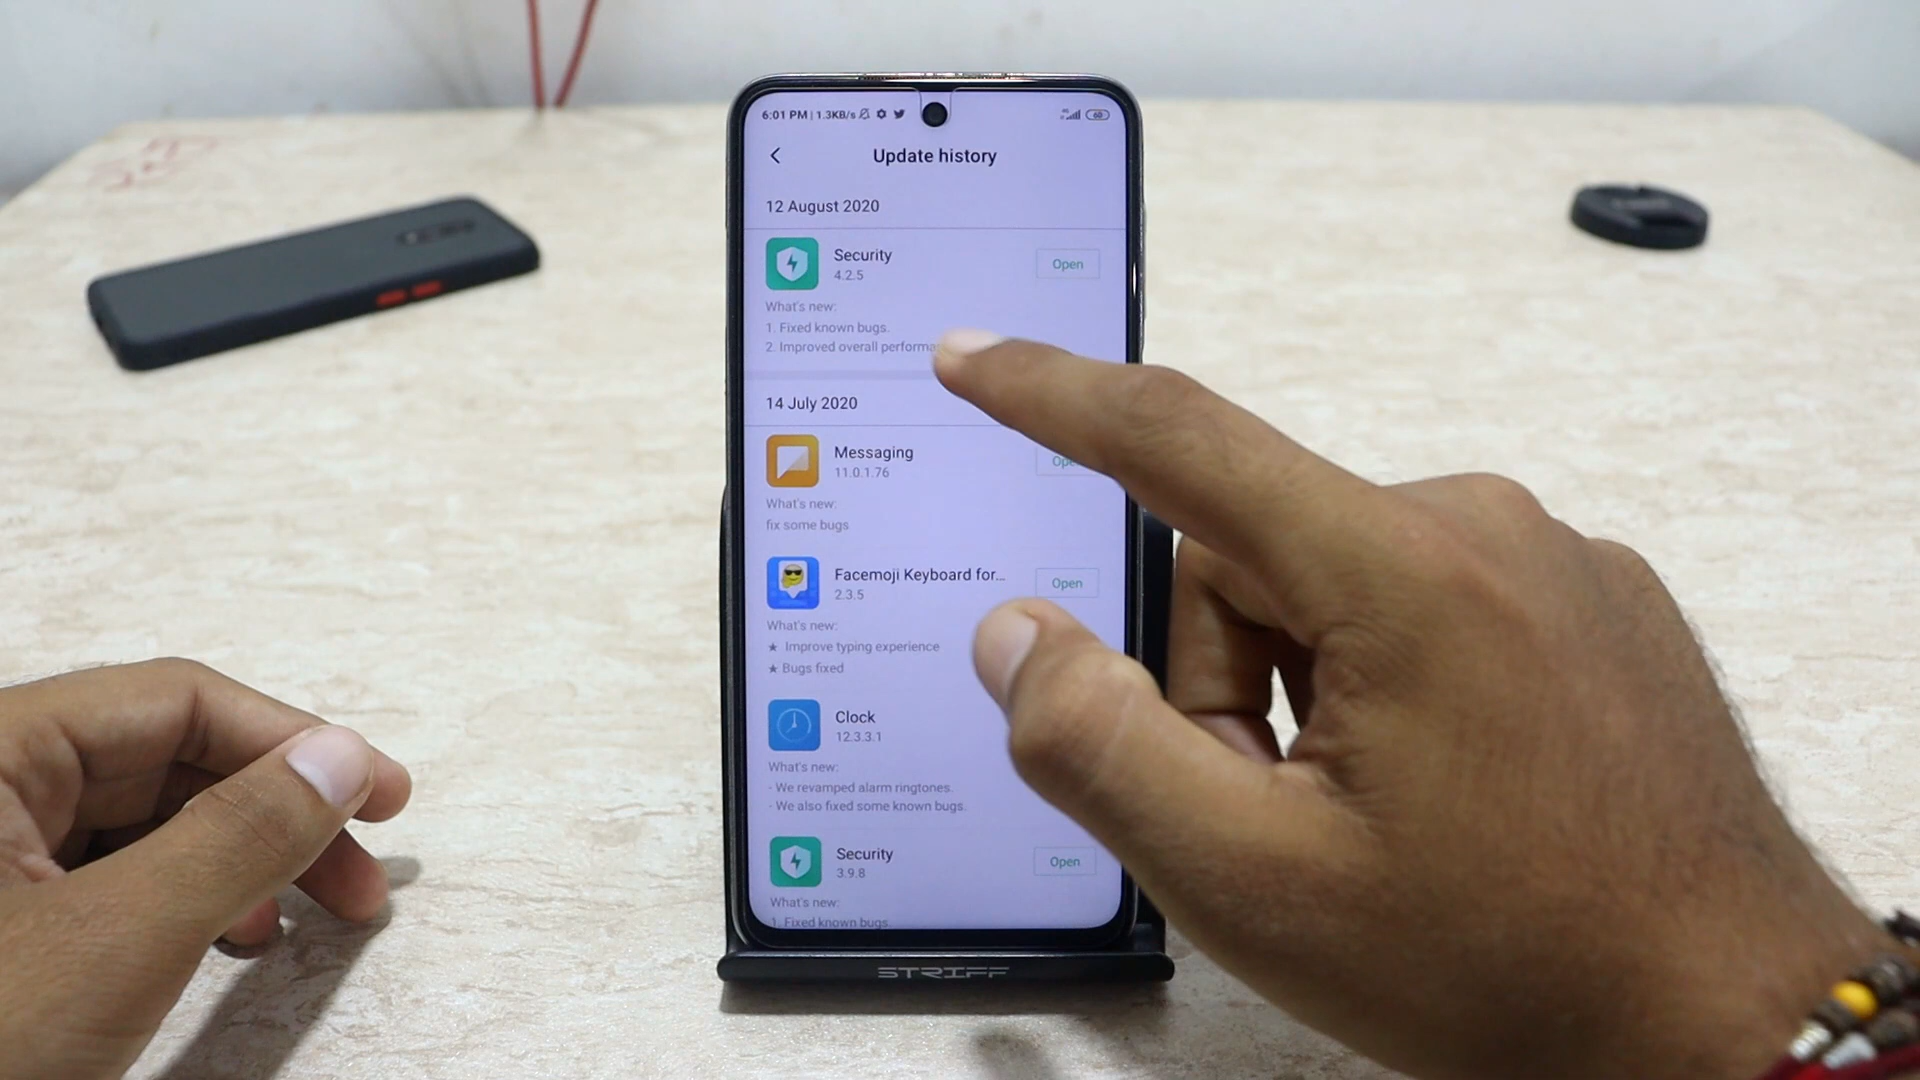 6:01 PM | 1.3KB/s
60
Update history
12 August 2020
Security
4.2.5
Open
What's new:
1. Fixed known bugs.
2. Improved overall
14 July 2020
Messaging
11.0.1.76
What's new:
fix some bugs
Facemoji Keyboard for...
2.3.5
Open
What's new:
★ Improve typing experience
★ Bugs fixed
Clock
12.3.3.1
What's new:
- We revamped alarm ringtones.
- We also fixed some known bugs.
Security
3.9.8
Open
What's new:
1. Fixed known bugs.
STRIFF